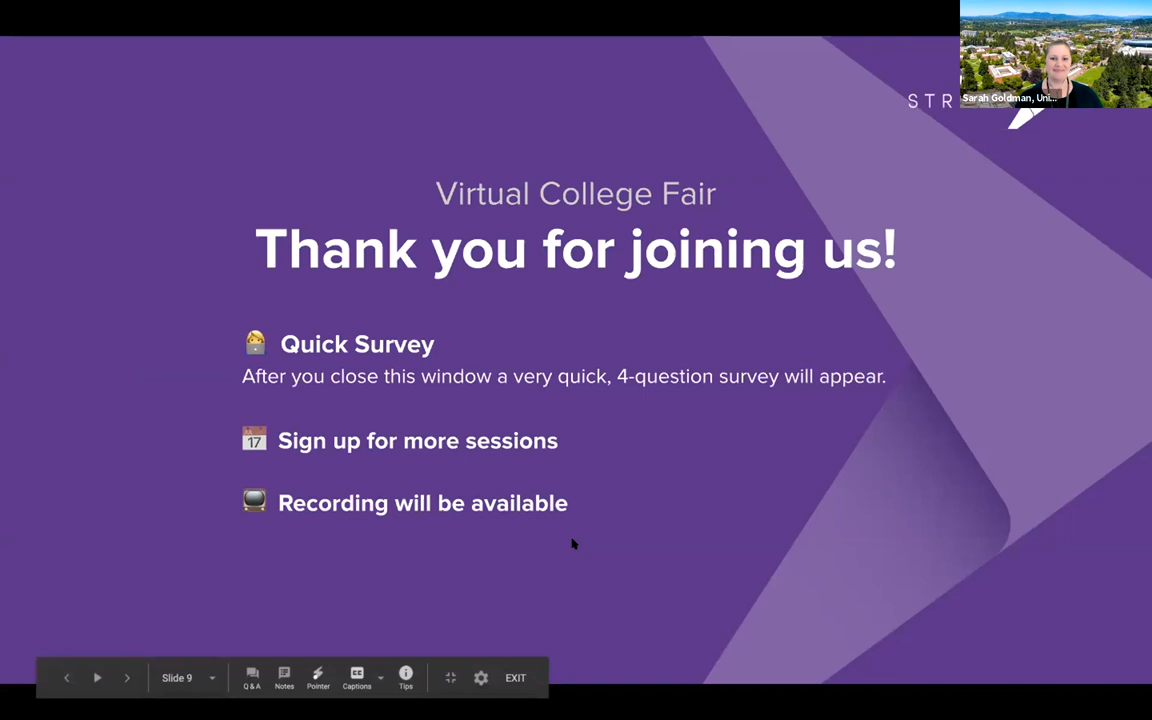 STR
Sarah Goldman, Uni...
Virtual College Fair
Thank you for joining us!
Quick Survey
After you close this window a very quick, 4-question survey will appear.
17
Sign up for more sessions
Recording will be available
Slide 9
Q & A
Notes
Pointer
CC
Captions
Tips
EXIT